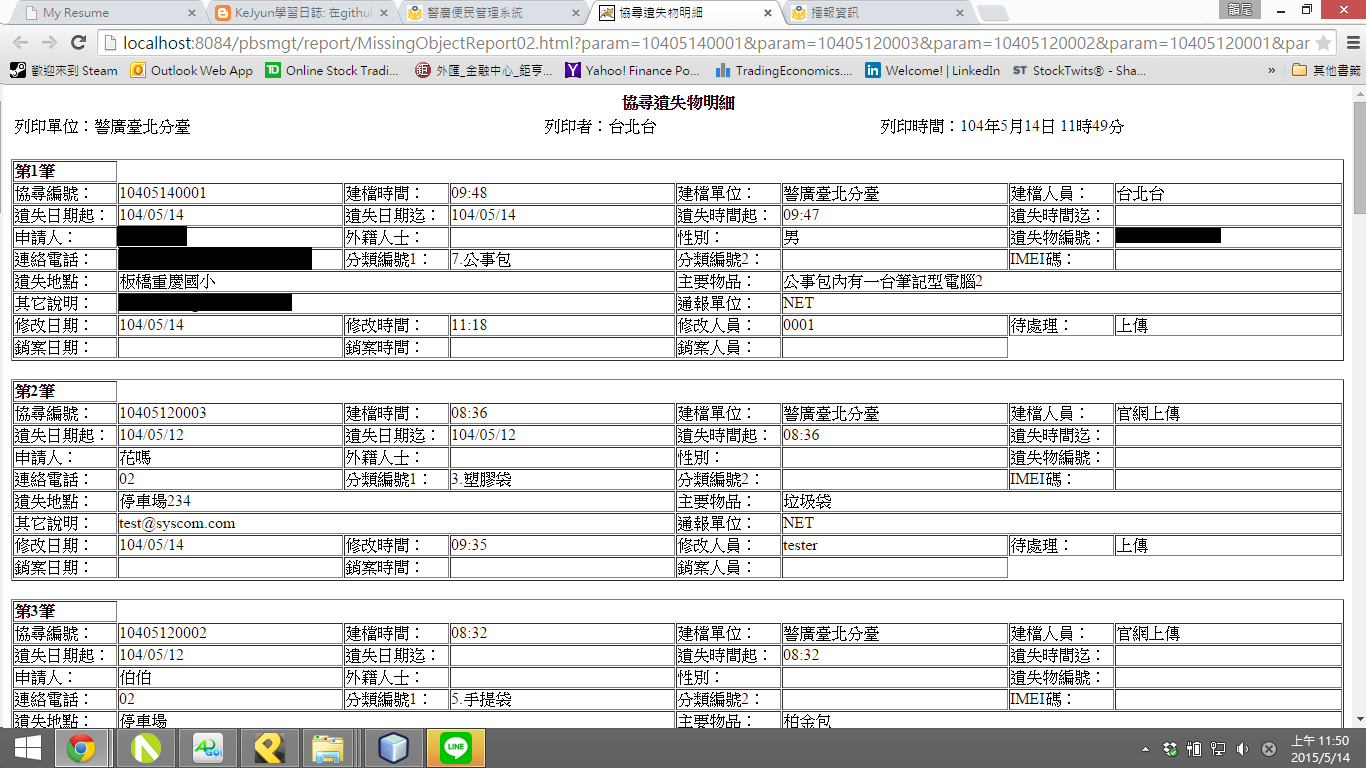 My Resume
KeJyun學習日誌: 在githul
警廣便民管理系統
協尋遺失物明細
播報資訊
localhost:8084/pbsmgt/report/MissingObjectReport02.html?param=10405140001&param=10405120003&param=10405120002&param=10405120001&par
歡迎來到 Steam
Outlook Web App
Online Stock Tradi...
外匯_金融中心_鉅亨...
Yahoo! Finance Po...
TradingEconomics....
Welcome! | LinkedIn
StockTwits® - Sha...
»
其他書籤
協尋遺失物明細
列印單位：警廣臺北分臺 列印者：台北台 列印時間：104年5月14日 11時49分
第1筆
協尋編號： 10405140001 建檔時間： 09:48 建檔單位： 警廣臺北分臺 建檔人員： 台北台
遺失日期起： 104/05/14 遺失日期迄： 104/05/14 遺失時間起： 09:47 遺失時間迄：
申請人： 外籍人士： 性別： 男 遺失物編號：
連絡電話： 分類編號1： 7.公事包 分類編號2： IMEI碼：
遺失地點： 板橋重慶國小 主要物品： 公事包內有一台筆記型電腦2
其它說明： 通報單位： NET
修改日期： 104/05/14 修改時間： 11:18 修改人員： 0001 待處理： 上傳
銷案日期： 銷案時間： 銷案人員：
第2筆
協尋編號： 10405120003 建檔時間： 08:36 建檔單位： 警廣臺北分臺 建檔人員： 官網上傳
遺失日期起： 104/05/12 遺失日期迄： 104/05/12 遺失時間起： 08:36 遺失時間迄：
申請人： 花嗎 外籍人士： 性別： 遺失物編號：
連絡電話： 02 分類編號1： 3.塑膠袋 分類編號2： IMEI碼：
遺失地點： 停車場234 主要物品： 垃圾袋
其它說明： test@syscom.com 通報單位： NET
修改日期： 104/05/14 修改時間： 09:35 修改人員： tester 待處理： 上傳
銷案日期： 銷案時間： 銷案人員：
第3筆
協尋編號： 10405120002 建檔時間： 08:32 建檔單位： 警廣臺北分臺 建檔人員： 官網上傳
遺失日期起： 104/05/12 遺失日期迄： 遺失時間起： 08:32 遺失時間迄：
申請人： 伯伯 外籍人士： 性別： 遺失物編號：
連絡電話： 02 分類編號1： 5.手提袋 分類編號2： IMEI碼：
遺失地點： 停車場 主要物品： 柏金包
上午 11:50
2015/5/14